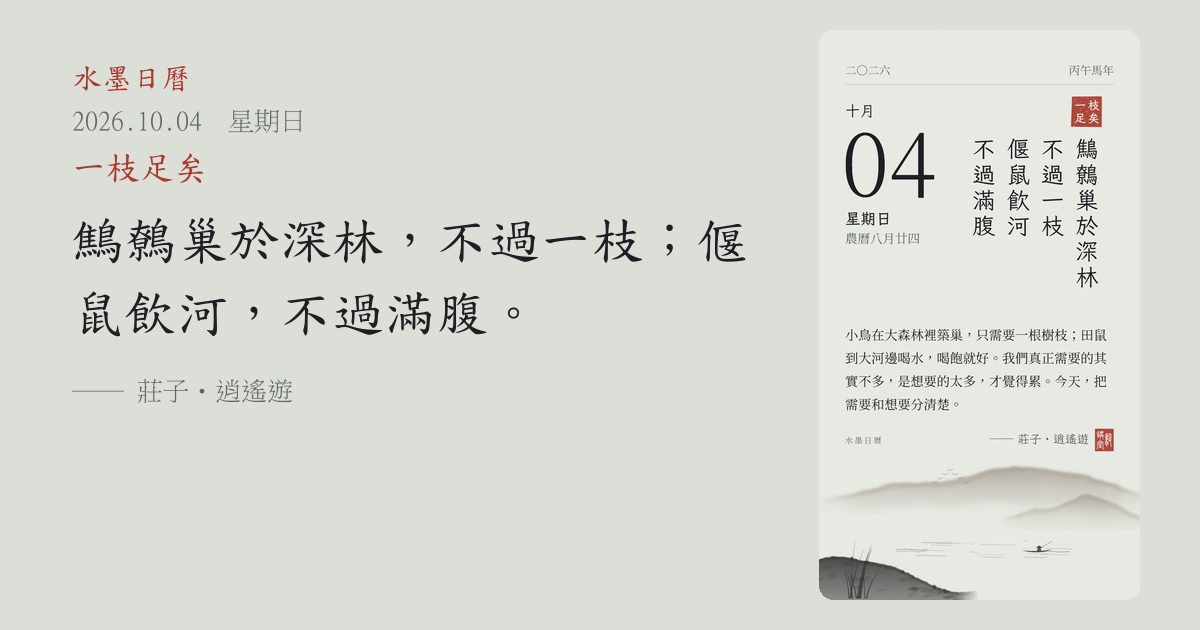 水墨日曆
2026.10.04 星期日
一枝足矣
鷦鷯巢於深林，不過一枝；偃
鼠飲河，不過滿腹。
—— 莊子・逍遙遊
二〇二六
丙午馬年
十月
04
星期日
農曆八月廿四
一枝
足矣
鷦鷯巢於深林
不過一枝
偃鼠飲河
不過滿腹
小鳥在大森林裡築巢，只需要一根樹枝；田鼠
到大河邊喝水，喝飽就好。我們真正需要的其
實不多，是想要的太多，才覺得累。今天，把
需要和想要分清楚。
水墨日曆
—— 莊子・逍遙遊